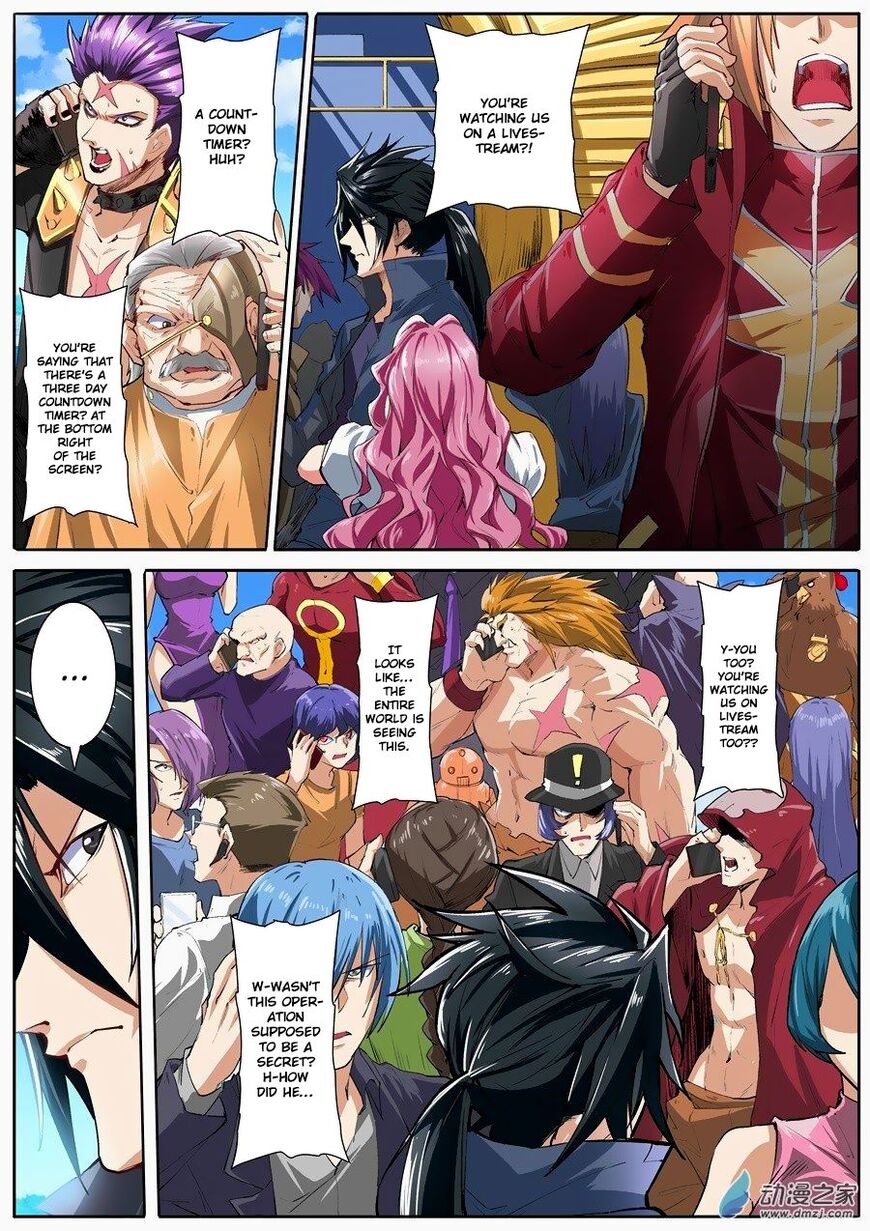 A COUNT-
DOWN
TIMER?
HUH?
YOU'RE
SAYING THAT
THERE'S A
THREE DAY
COUNTDOWN
TIMER? AT
THE BOTTOM
RIGHT
OF THE
SCREEN?
YOU'RE
WATCHING US
ON A LIVES-
TREAM?!
...
IT
LOOKS
LIKE...
THE
ENTIRE
WORLD IS
SEEING
THIS.
Y-YOU
TOO?
YOU'RE
WATCHING
US ON
LIVES-
TREAM
TOO??
!
W-WASN'T
THIS OPER-
ATION
SUPPOSED
TO BE A
SECRET?
H-HOW
DID HE...
动漫之家
www.dmzj.com